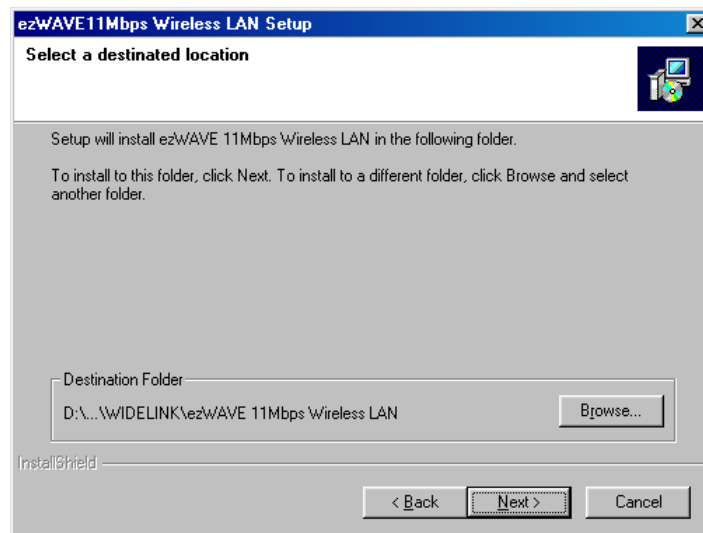 ezWAVE11Mbps Wireless LAN Setup
Select a destinated location
Setup will install ezWAVE 11Mbps Wireless LAN in the following folder.
To install to this folder, click Next. To install to a different folder, click Browse and select
another folder.
Destination Folder
D:\...\WIDELINK\ezWAVE 11Mbps Wireless LAN
Browse...
InstallShield
< Back
Next >
Cancel